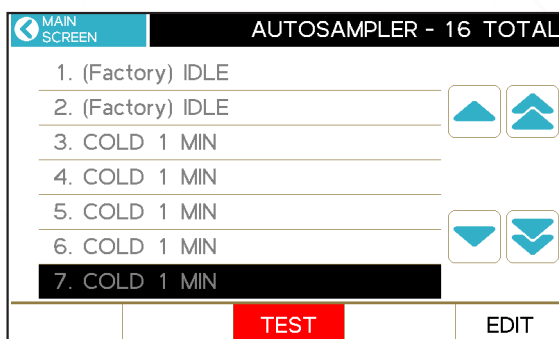 MAIN
SCREEN
AUTOSAMPLER - 16 TOTAL
1. (Factory) IDLE
2. (Factory) IDLE
3. COLD 1 MIN
4. COLD 1 MIN
5. COLD 1 MIN
6. COLD 1 MIN
7. COLD 1 MIN
TEST
EDIT